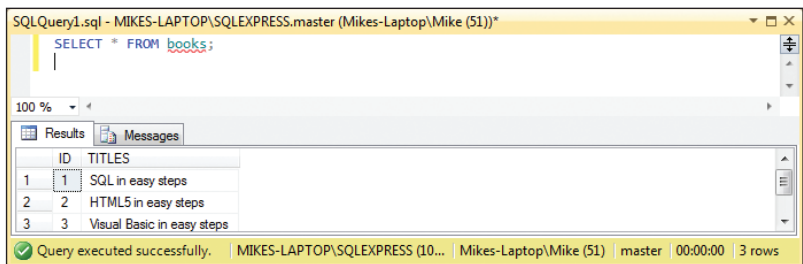 SQLQuery1.sql - MIKES-LAPTOP\SQLEXPRESS.master (Mikes-Laptop\Mike (51))*
SELECT * FROM books;
100 %
Results Messages
ID TITLES
1 1 SQL in easy steps
2 2 HTML5 in easy steps
3 3 Visual Basic in easy steps
Query executed successfully. MIKES-LAPTOP\SQLEXPRESS (10... Mikes-Laptop\Mike (51) master 00:00:00 3 rows